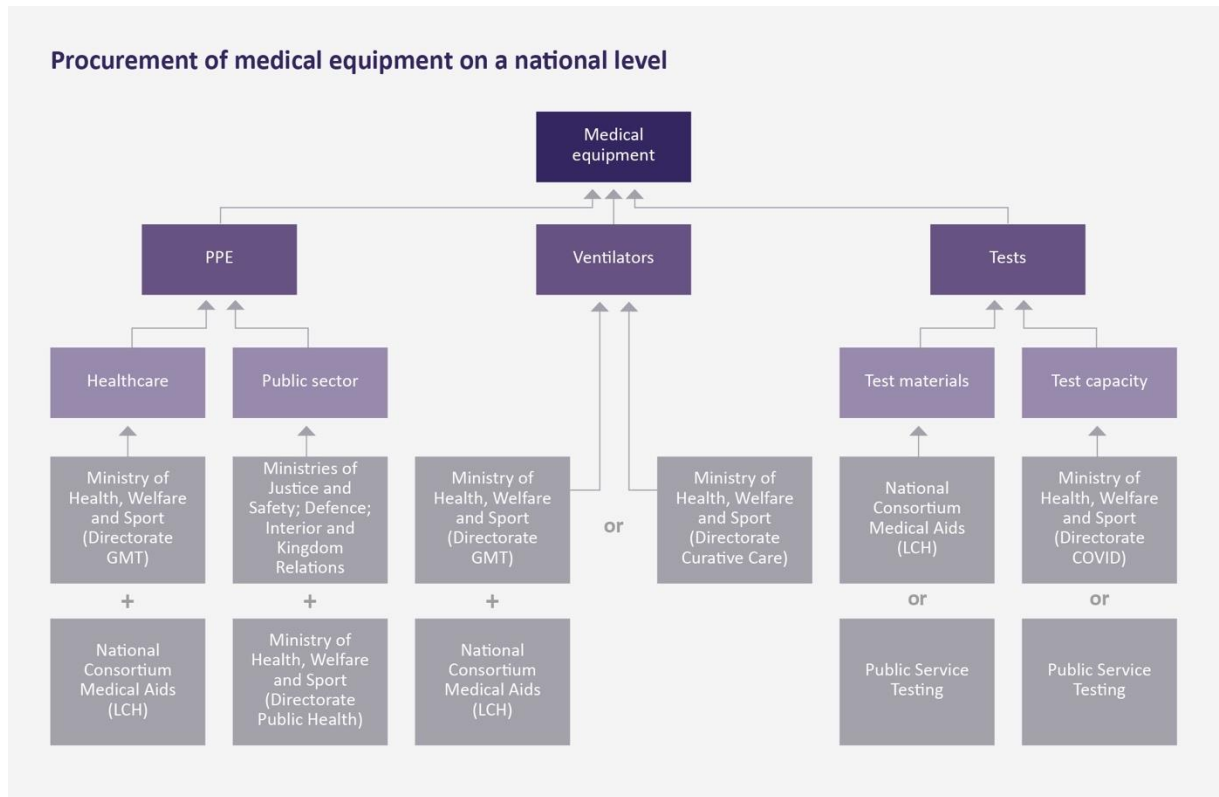 Procurement of medical equipment on a national level
Medical
equipment
PPE
Ventilators
Tests
Healthcare
Public sector
Test materials
Test capacity
Ministry of
Health, Welfare
and Sport
(Directorate
GMT)
Ministries of
Justice and
Safety; Defence;
Interior and
Kingdom
Relations
Ministry of
Health, Welfare
and Sport
(Directorate
GMT)
or
Ministry of
Health, Welfare
and Sport
(Directorate
Curative Care)
National
Consortium
Medical Aids
(LCH)
Ministry of
Health, Welfare
and Sport
(Directorate
COVID)
+
+
+
or
or
National
Consortium
Medical Aids
(LCH)
Ministry of
Health, Welfare
and Sport
(Directorate
Public Health)
National
Consortium
Medical Aids
(LCH)
Public Service
Testing
Public Service
Testing